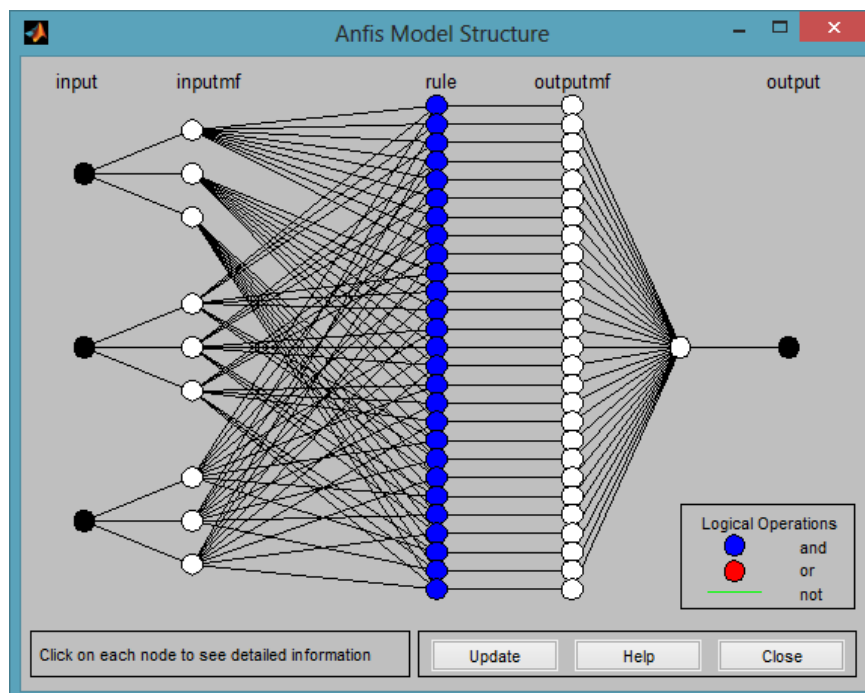 Anfis Model Structure
input inputmf rule outputmf output
Logical Operations
and
or
not
Click on each node to see detailed information
Update Help Close